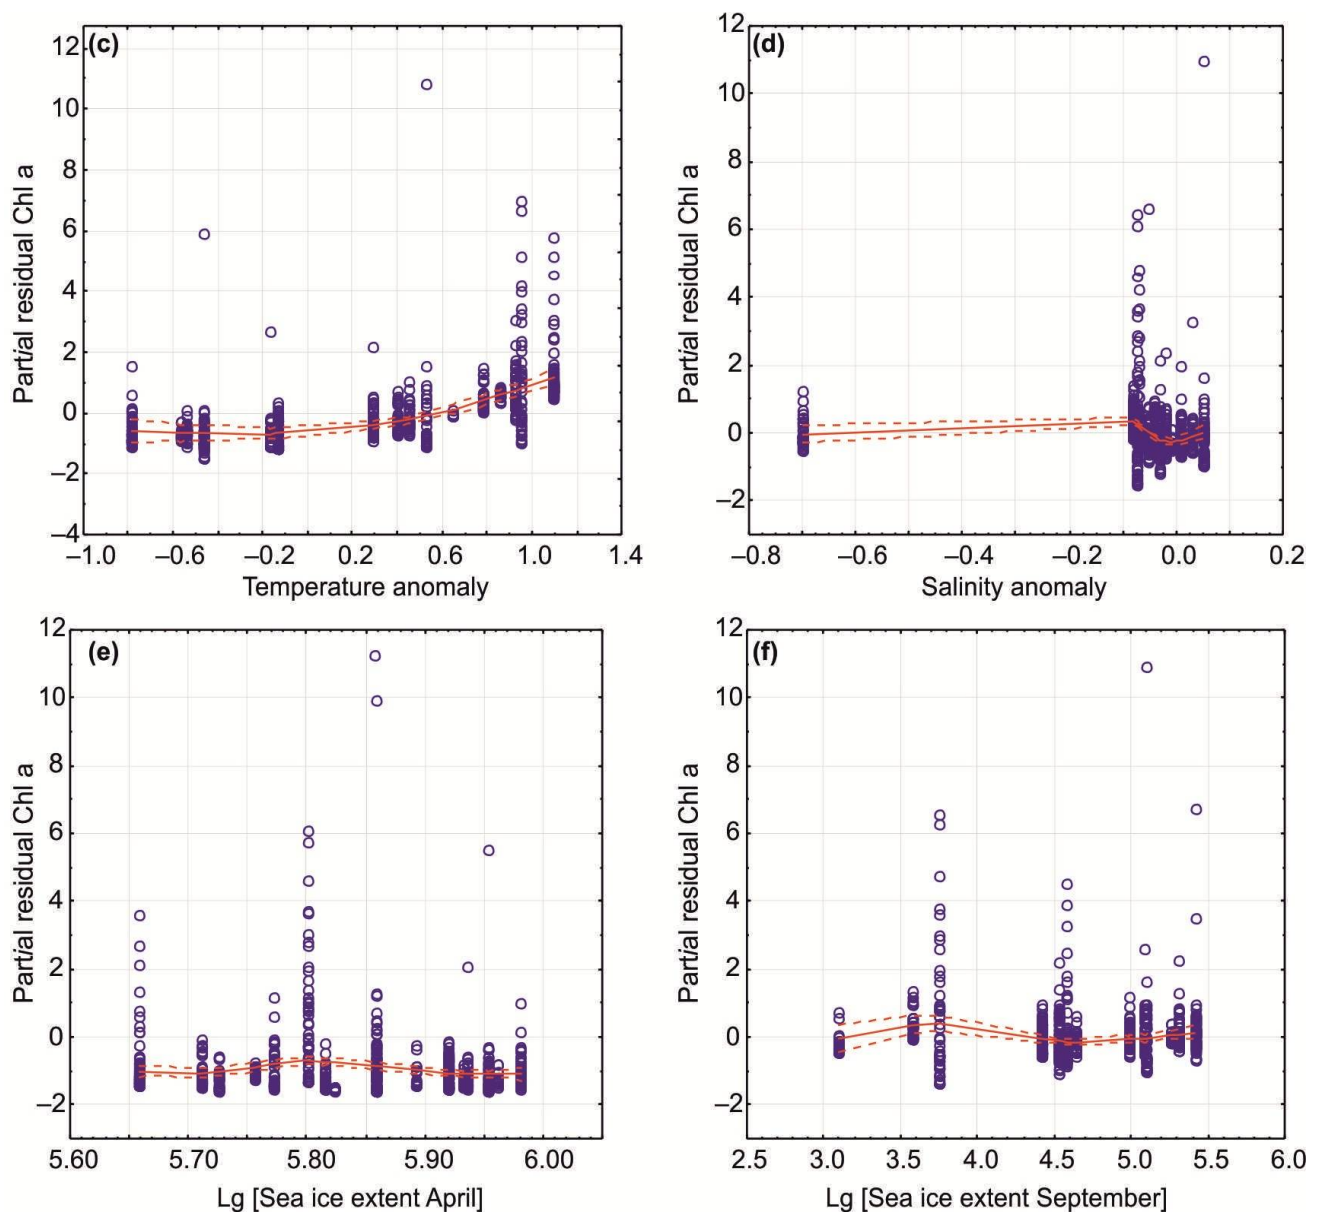 (c)
12
10
8
6
4
2
0
–2
–4
Partial residual Chl a
–1.0 –0.6 –0.2 0.2 0.6 1.0 1.4
Temperature anomaly
(d)
12
10
8
6
4
2
0
–2
Partial residual Chl a
–0.8 –0.6 –0.4 –0.2 0.0 0.2
Salinity anomaly
(e)
12
10
8
6
4
2
0
–2
Partial residual Chl a
5.60 5.70 5.80 5.90 6.00
Lg [Sea ice extent April]
(f)
12
10
8
6
4
2
0
–2
Partial residual Chl a
2.5 3.0 3.5 4.0 4.5 5.0 5.5 6.0
Lg [Sea ice extent September]